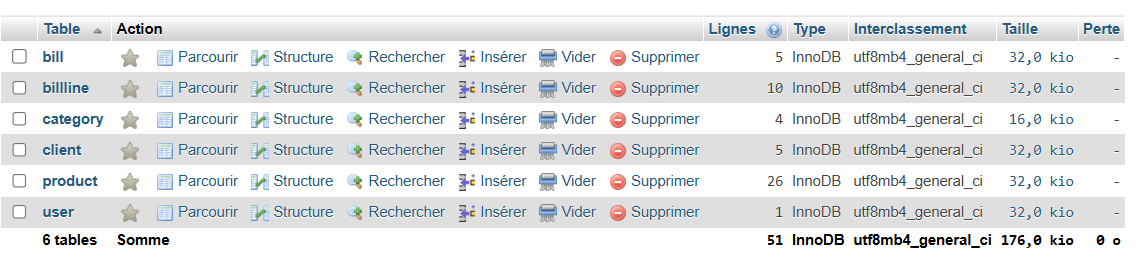 Table Action Lignes Type Interclassement Taille Perte
bill Parcourir Structure Rechercher Insérer Vider Supprimer 5 InnoDB utf8mb4_general_ci 32,0 kio -
billline Parcourir Structure Rechercher Insérer Vider Supprimer 10 InnoDB utf8mb4_general_ci 32,0 kio -
category Parcourir Structure Rechercher Insérer Vider Supprimer 4 InnoDB utf8mb4_general_ci 16,0 kio -
client Parcourir Structure Rechercher Insérer Vider Supprimer 5 InnoDB utf8mb4_general_ci 32,0 kio -
product Parcourir Structure Rechercher Insérer Vider Supprimer 26 InnoDB utf8mb4_general_ci 32,0 kio -
user Parcourir Structure Rechercher Insérer Vider Supprimer 1 InnoDB utf8mb4_general_ci 32,0 kio -
6 tables Somme 51 InnoDB utf8mb4_general_ci 176,0 kio 0 o